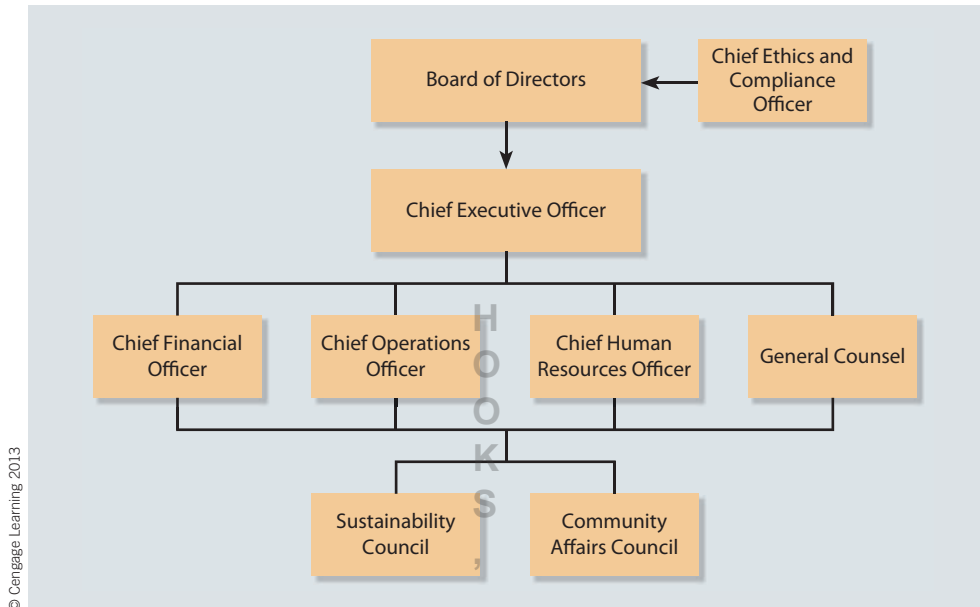 Board of Directors
Chief Ethics and
Compliance
Officer
Chief Executive Officer
Chief Financial
Officer
Chief Operations
Officer
Chief Human
Resources Officer
General Counsel
Sustainability
Council
Community
Affairs Council
HOOKS,
© Cengage Learning 2013